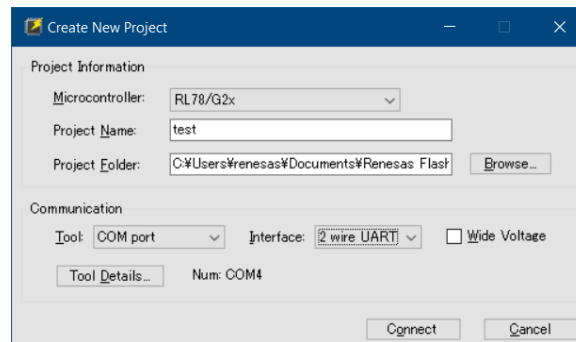 Create New Project
Project Information
Microcontroller: RL78/G2x
Project Name: test
Project Folder: C:¥Users¥renesas¥Documents¥Renesas Flash Browse...
Communication
Tool: COM port Interface: 2 wire UART Wide Voltage
Tool Details... Num: COM4
Connect Cancel